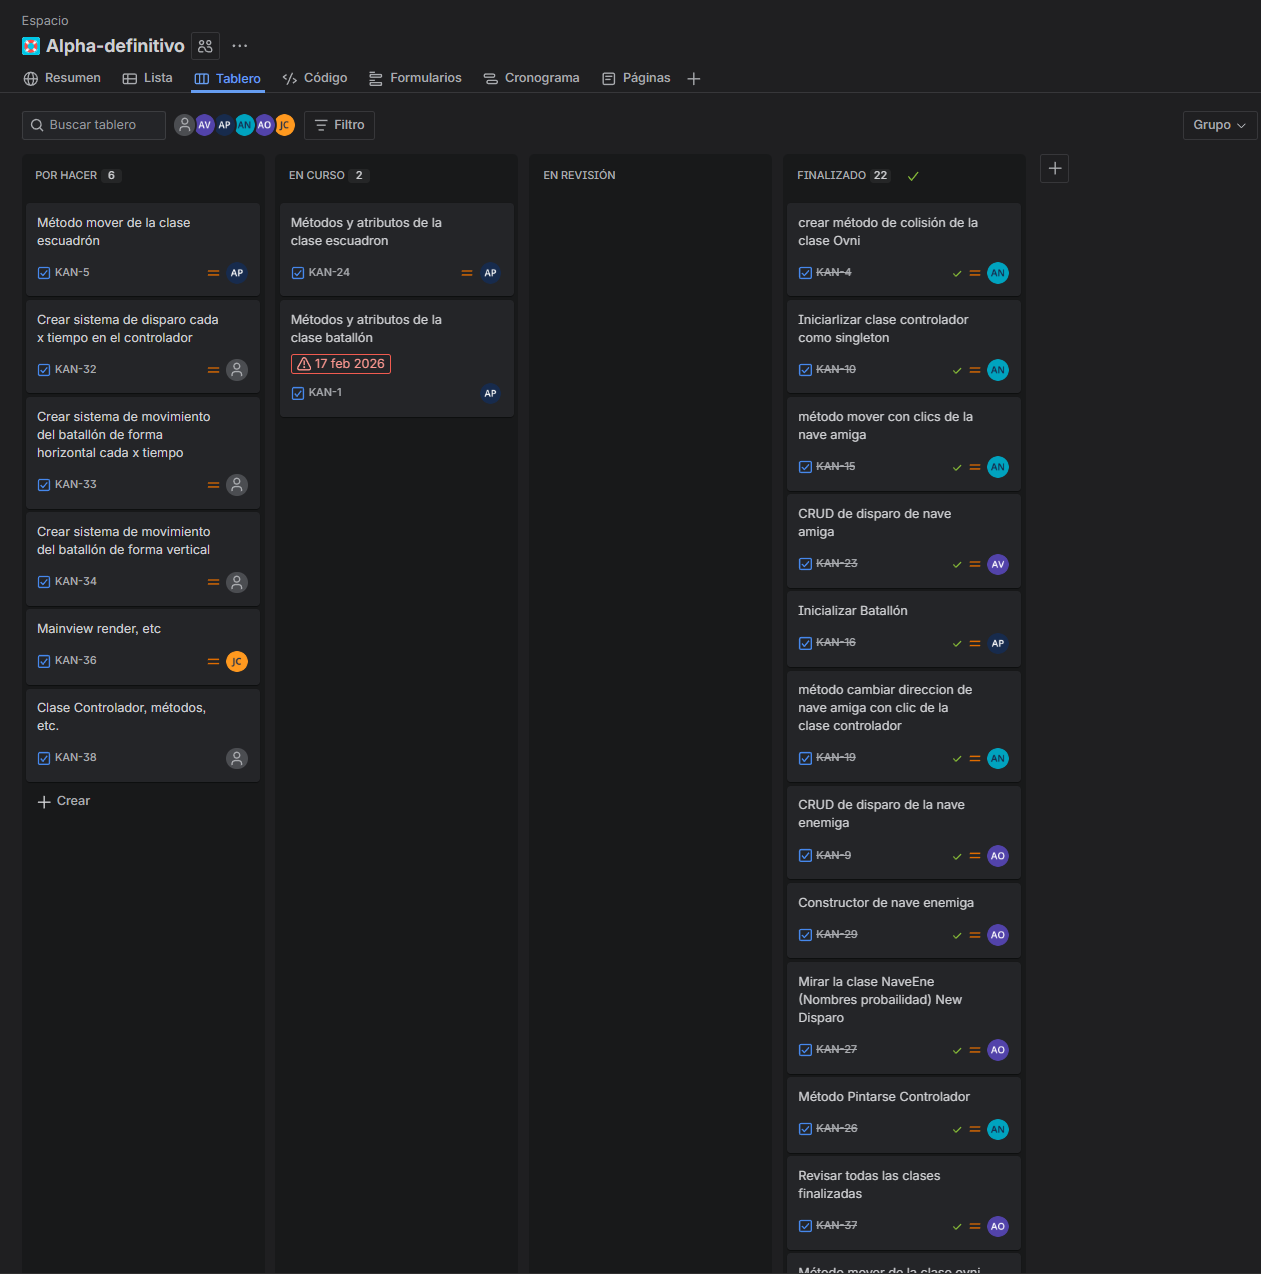 Espacio
Alpha-definitivo
Resumen
Lista
Tablero
Código
Formularios
Cronograma
Páginas
Buscar tablero
AV
AP
AN
AO
JC
Filtro
Grupo
POR HACER 6
Método mover de la clase
escuadrón
KAN-5
AP
Crear sistema de disparo cada
x tiempo en el controlador
KAN-32
Crear sistema de movimiento
del batallón de forma
horizontal cada x tiempo
KAN-33
Crear sistema de movimiento
del batallón de forma vertical
KAN-34
Mainview render, etc
KAN-36
JC
Clase Controlador, métodos,
etc.
KAN-38
Crear
EN CURSO 2
Métodos y atributos de la
clase escuadron
KAN-24
AP
Métodos y atributos de la
clase batallón
17 feb 2026
KAN-1
AP
EN REVISIÓN
FINALIZADO 22
crear método de colisión de la
clase Ovni
KAN-4
AN
Iniciarlizar clase controlador
como singleton
KAN-10
AN
método mover con clics de la
nave amiga
KAN-15
AN
CRUD de disparo de nave
amiga
KAN-23
AV
Inicializar Batallón
KAN-16
AP
método cambiar direccion de
nave amiga con clic de la
clase controlador
KAN-19
AN
CRUD de disparo de la nave
enemiga
KAN-9
AO
Constructor de nave enemiga
KAN-29
AO
Mirar la clase NaveEne
(Nombres probailidad) New
Disparo
KAN-27
AO
Método Pintarse Controlador
KAN-26
AN
Revisar todas las clases
finalizadas
KAN-37
AO
Método mover de la clase ovni